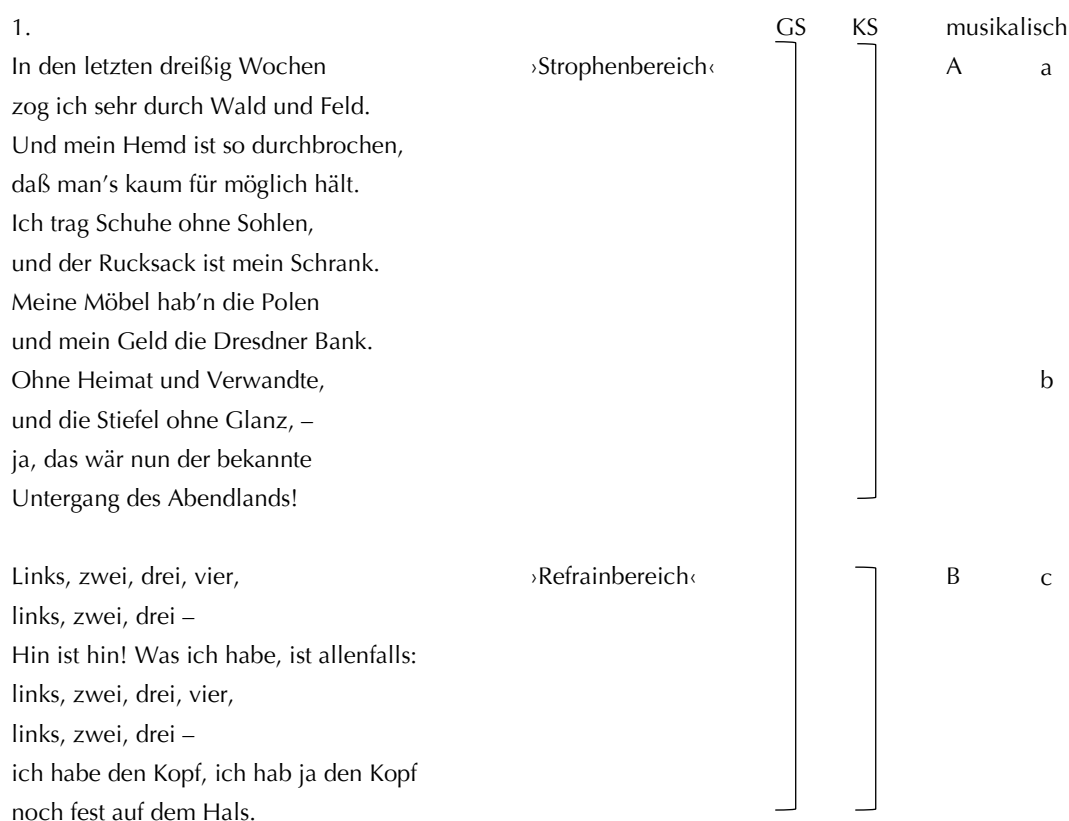 1. GS KS musikalisch
In den letzten dreißig Wochen ›Strophenbereich‹ A a
zog ich sehr durch Wald und Feld.
Und mein Hemd ist so durchbrochen,
daß man’s kaum für möglich hält.
Ich trag Schuhe ohne Sohlen,
und der Rucksack ist mein Schrank.
Meine Möbel hab’n die Polen
und mein Geld die Dresdner Bank.
Ohne Heimat und Verwandte, b
und die Stiefel ohne Glanz, –
ja, das wär nun der bekannte
Untergang des Abendlands!
Links, zwei, drei, vier, ›Refrainbereich‹ B c
links, zwei, drei –
Hin ist hin! Was ich habe, ist allenfalls:
links, zwei, drei, vier,
links, zwei, drei –
ich habe den Kopf, ich hab ja den Kopf
noch fest auf dem Hals.